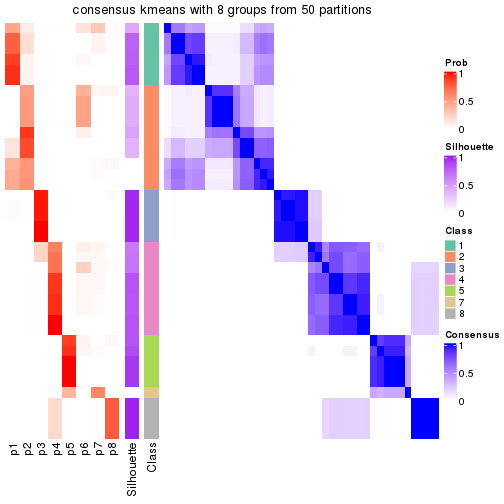 consensus kmeans with 8 groups from 50 partitions
Prob
1
0.5
0
Silhouette
1
0.5
0
Class
1
2
3
4
5
7
8
Consensus
1
0.5
0
p1
p2
p3
p4
p5
p6
p7
p8
Silhouette
Class